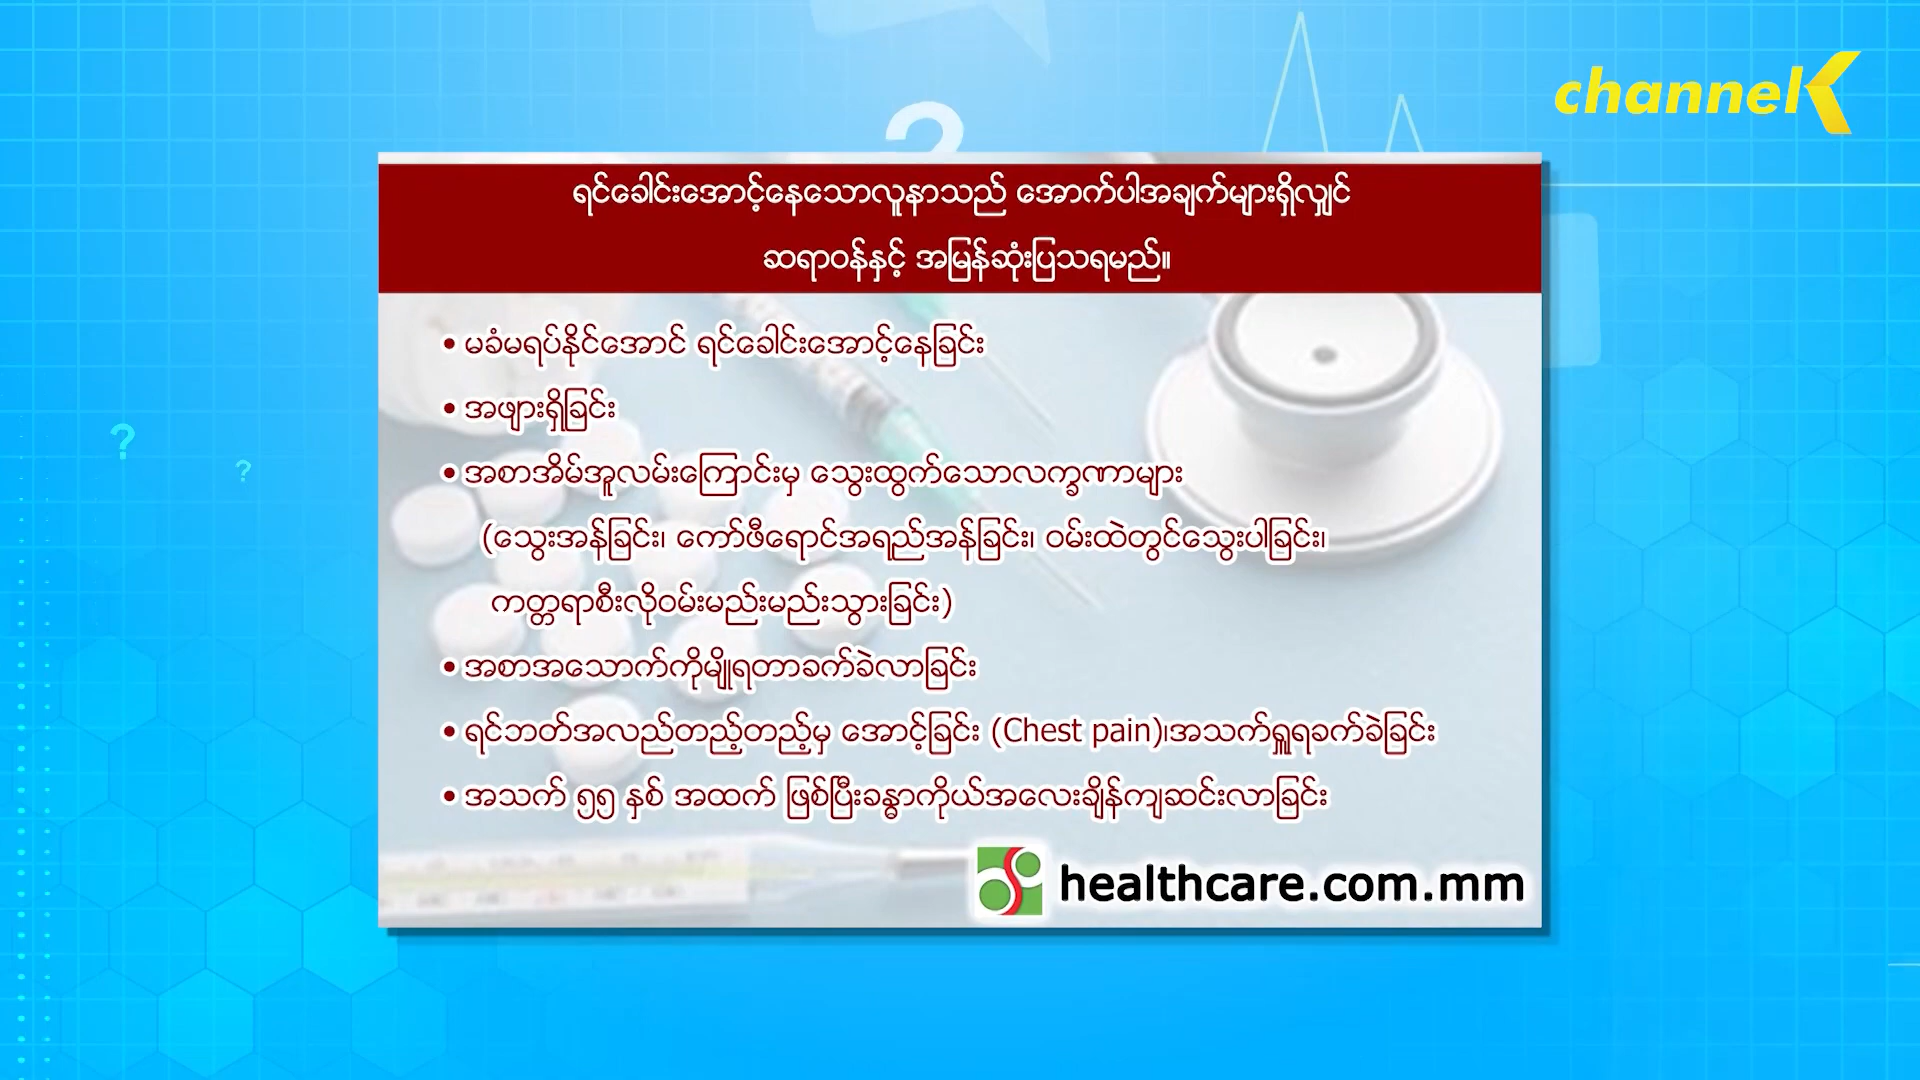 channelK
ရင်ခေါင်းအောင့်နေသောလူနာသည် အောက်ပါအချက်များရှိလျှင်
ဆရာဝန်နှင့် အမြန်ဆုံးပြသရမည်။
• မခံမရပ်နိုင်အောင် ရင်ခေါင်းအောင့်နေခြင်း
• အဖျားရှိခြင်း
• အစာအိမ်အူလမ်းကြောင်းမှ သွေးထွက်သောလက္ခဏာများ
(သွေးအန်ခြင်း၊ ကော်ဖီရောင်အရည်အန်ခြင်း၊ ဝမ်းထဲတွင်သွေးပါခြင်း၊
ကတ္တရာစီးလိုဝမ်းမည်းမည်းသွားခြင်း)
• အစာအသောက်ကိုမျိုရတာခက်ခဲလာခြင်း
• ရင်ဘတ်အလည်တည့်တည့်မှ အောင့်ခြင်း (Chest pain)၊အသက်ရှူရခက်ခဲခြင်း
• အသက် ၅၅ နှစ် အထက် ဖြစ်ပြီးခန္ဓာကိုယ်အလေးချိန်ကျဆင်းလာခြင်း
healthcare.com.mm